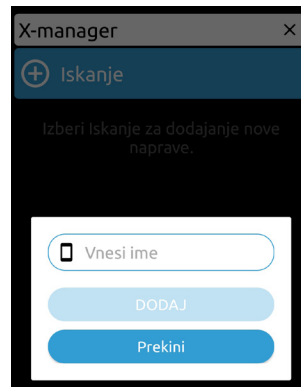 X-manager
Iskanje
Izberi Iskanje za dodajanje nove
naprave.
Vnesi ime
DODAJ
Prekini